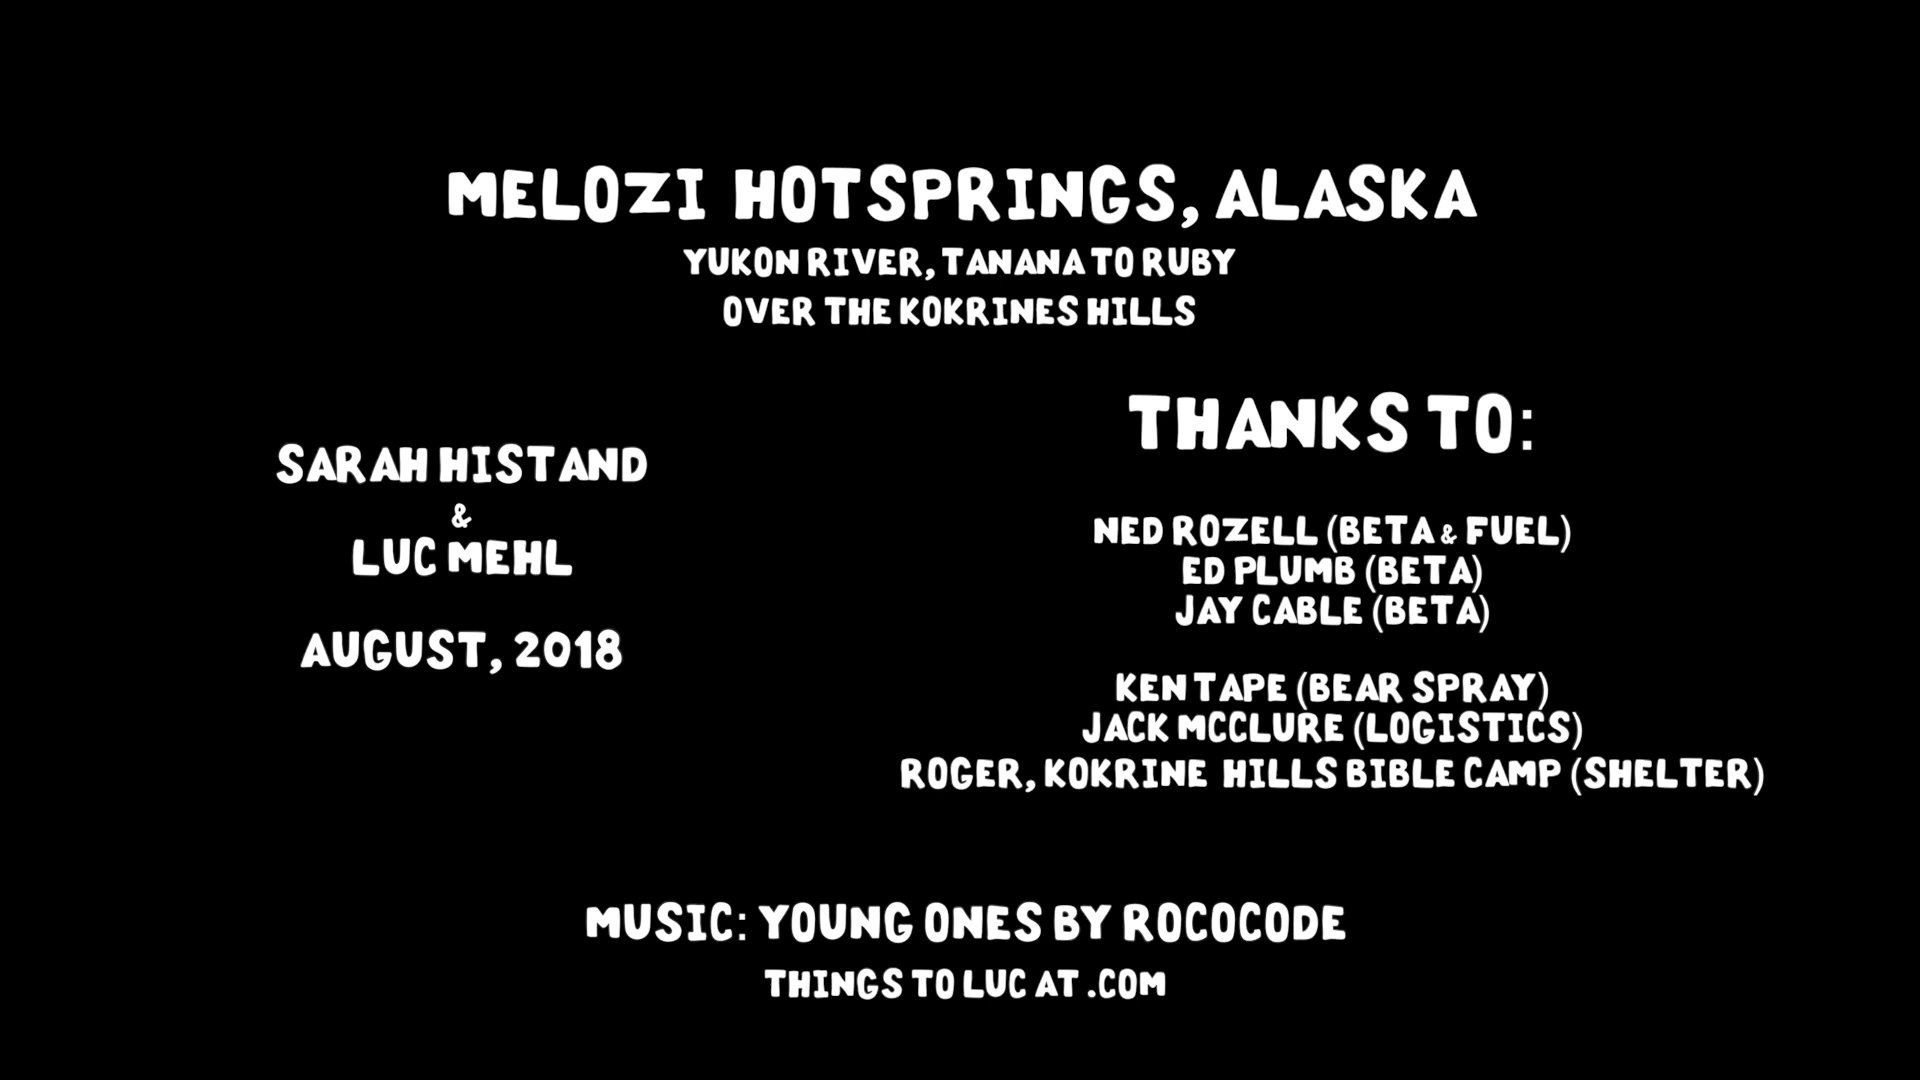 MELOZI HOTSPRINGS, ALASKA
YUKON RIVER, TANANA TO RUBY
OVER THE KOKRINES HILLS
SARAH HISTAND
&
LUC MEHL
AUGUST, 2018
THANKS TO:
NED ROZELL (BETA & FUEL)
ED PLUMB (BETA)
JAY CABLE (BETA)
KEN TAPE (BEAR SPRAY)
JACK MCCLURE (LOGISTICS)
ROGER, KOKRINE HILLS BIBLE CAMP (SHELTER)
MUSIC: YOUNG ONES BY ROCOCODE
THINGS TO LUC AT .COM